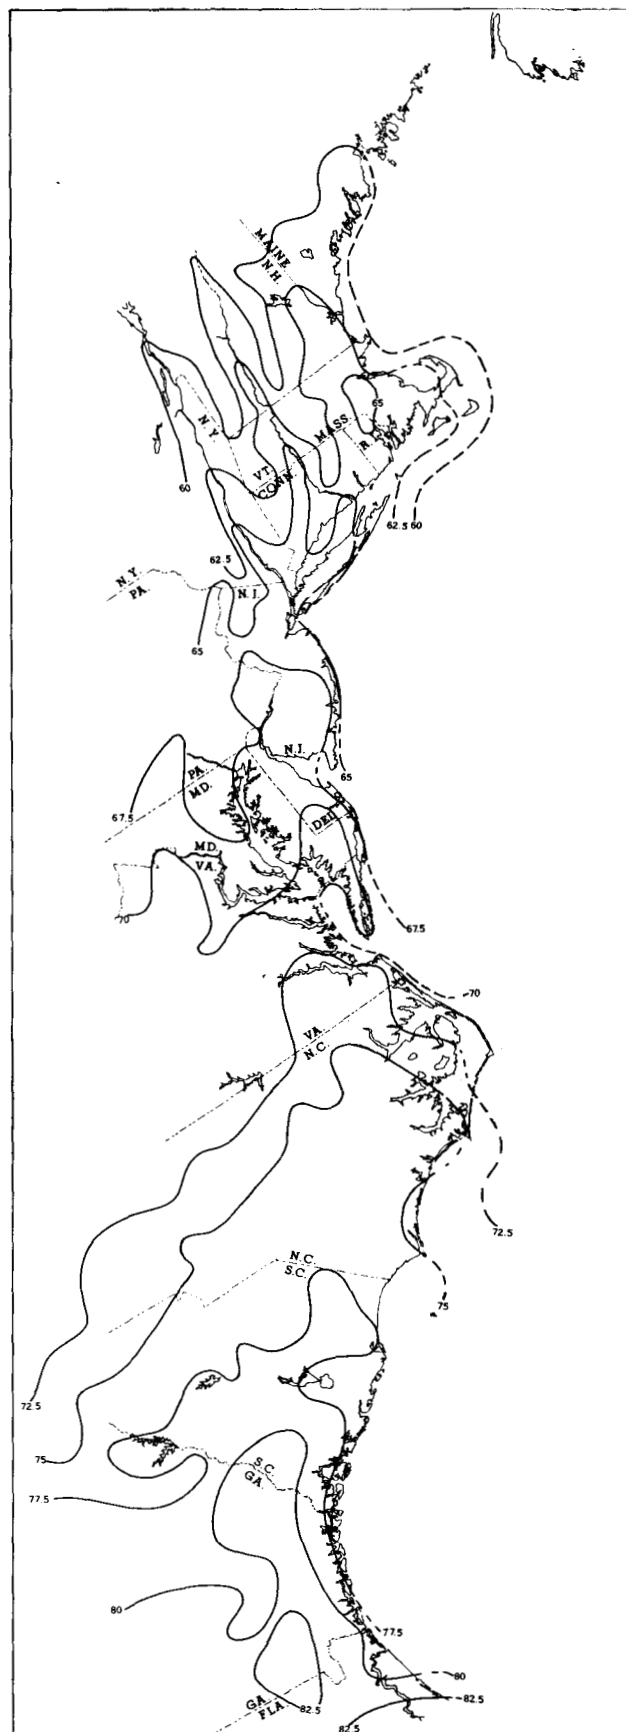 MAINE
N.H
65
N.Y.
MASS
R.
VT.
CONN.
60
62.5 60
62.5
N.Y.
PA.
N.J.
65
N.J.
65
PA.
MD.
67.5
DEL
MD.
VA.
70
67.5
70
VA.
N.C.
72.5
N.C.
S.C.
75
72.5
75
S.C.
GA.
77.5
80
77.5
80
82.5
GA.
FLA.
82.5
82.5